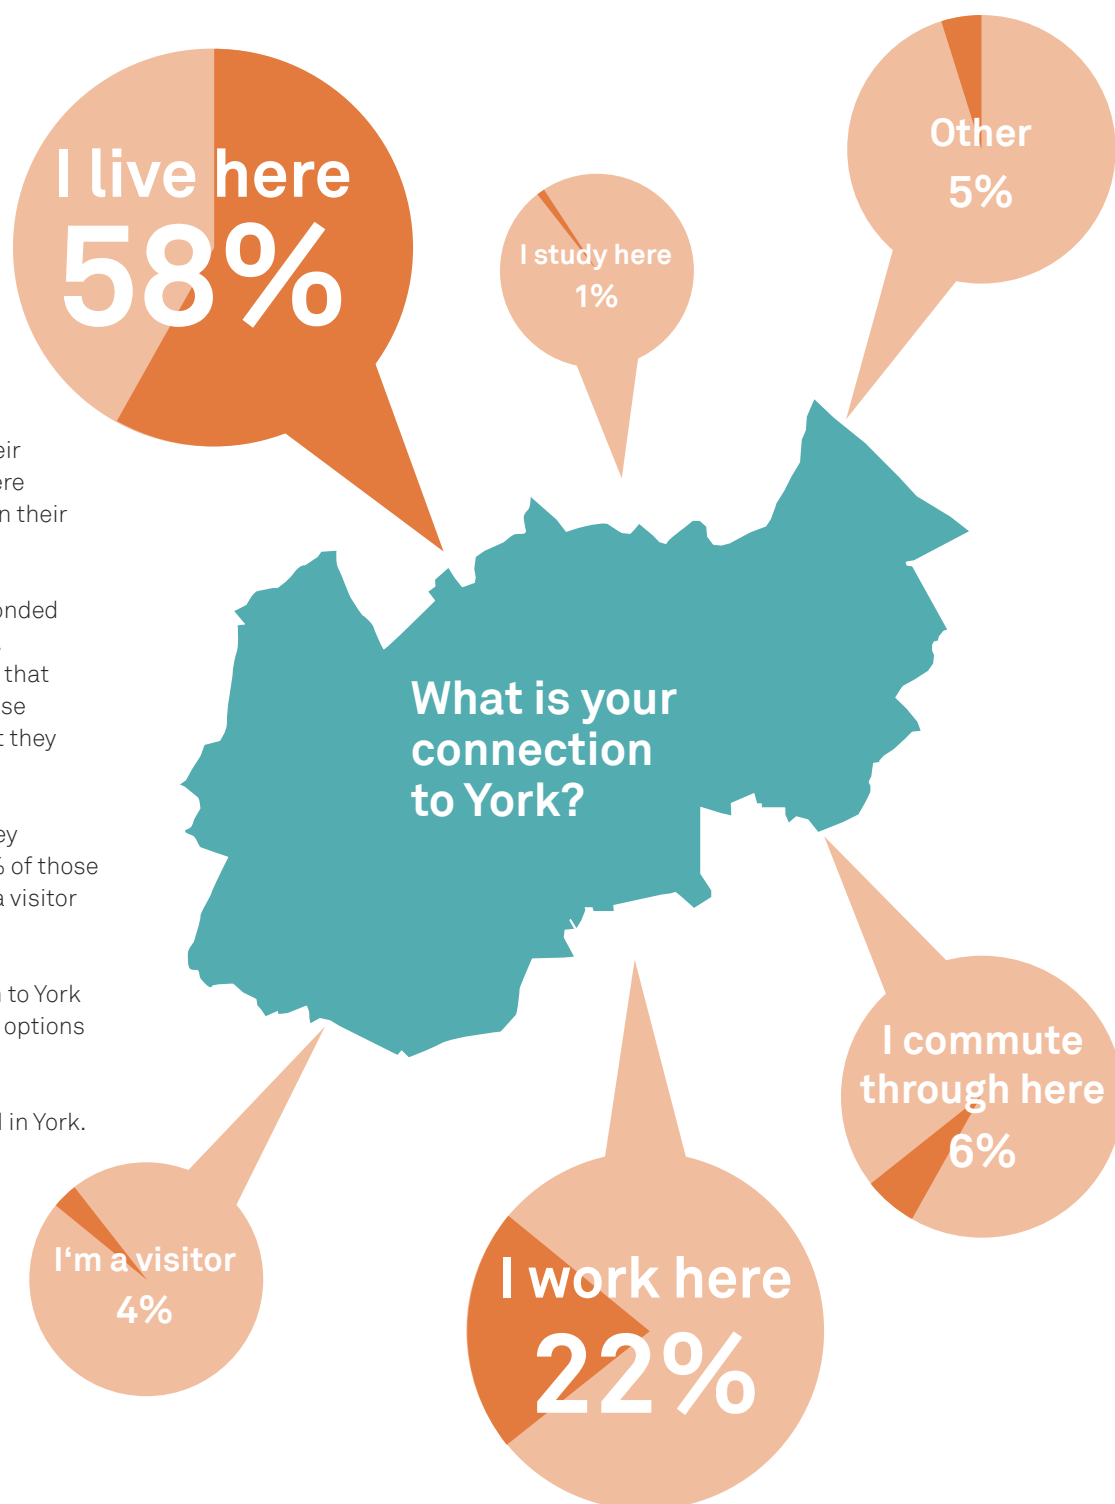 I live here
58%
I study here
1%
Other
5%
eir
ere
n their
onded
that
se
t they
ey
% of those
a visitor
n to York
options
d in York.
What is your
connection
to York?
I commute
through here
6%
I'm a visitor
4%
I work here
22%